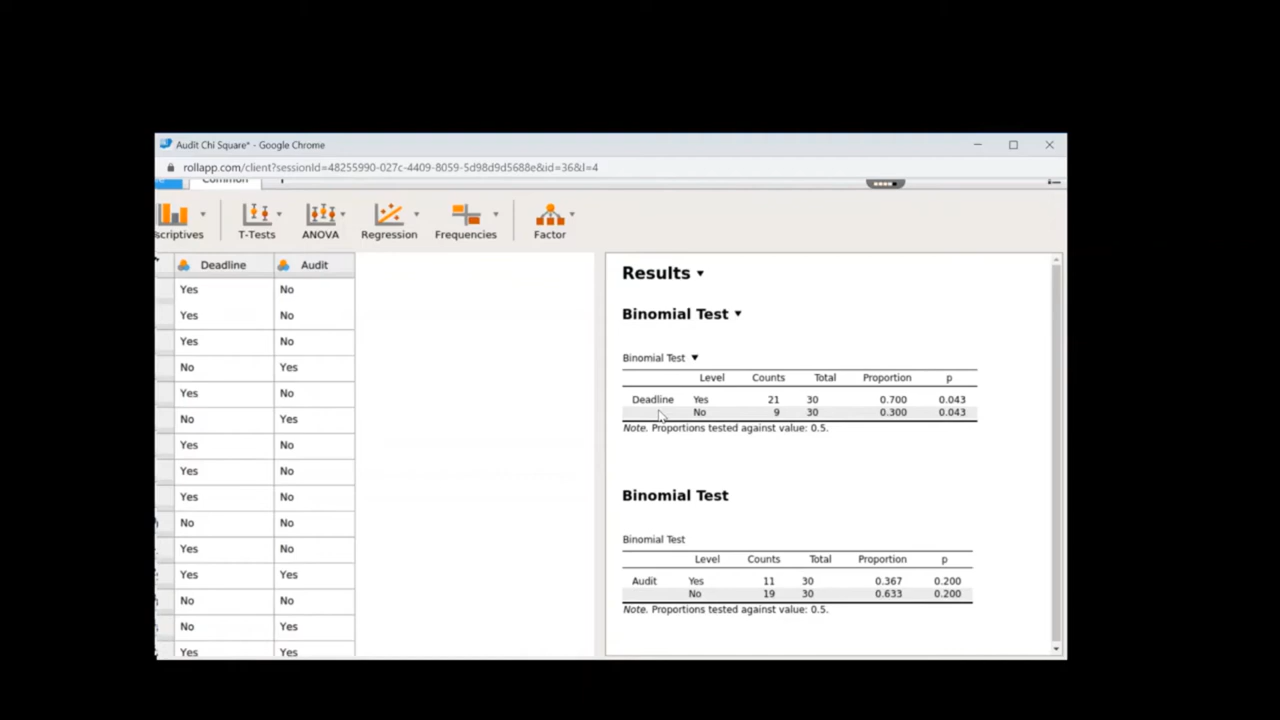 Audit Chi Square* - Google Chrome
rollapp.com/client?sessionId=48255990-027c-4409-8059-5d98d9d5688e&id=36&l=4
Common
scriptives T-Tests ANOVA Regression Frequencies Factor
Deadline Audit
Yes No
Yes No
Yes No
No Yes
Yes No
No Yes
Yes No
Yes No
Yes No
No No
Yes No
Yes Yes
No No
No Yes
Yes Yes
Results
Binomial Test
Binomial Test
Level Counts Total Proportion p
Deadline Yes 21 30 0.700 0.043
No 9 30 0.300 0.043
Note. Proportions tested against value: 0.5.
Binomial Test
Binomial Test
Level Counts Total Proportion p
Audit Yes 11 30 0.367 0.200
No 19 30 0.633 0.200
Note. Proportions tested against value: 0.5.